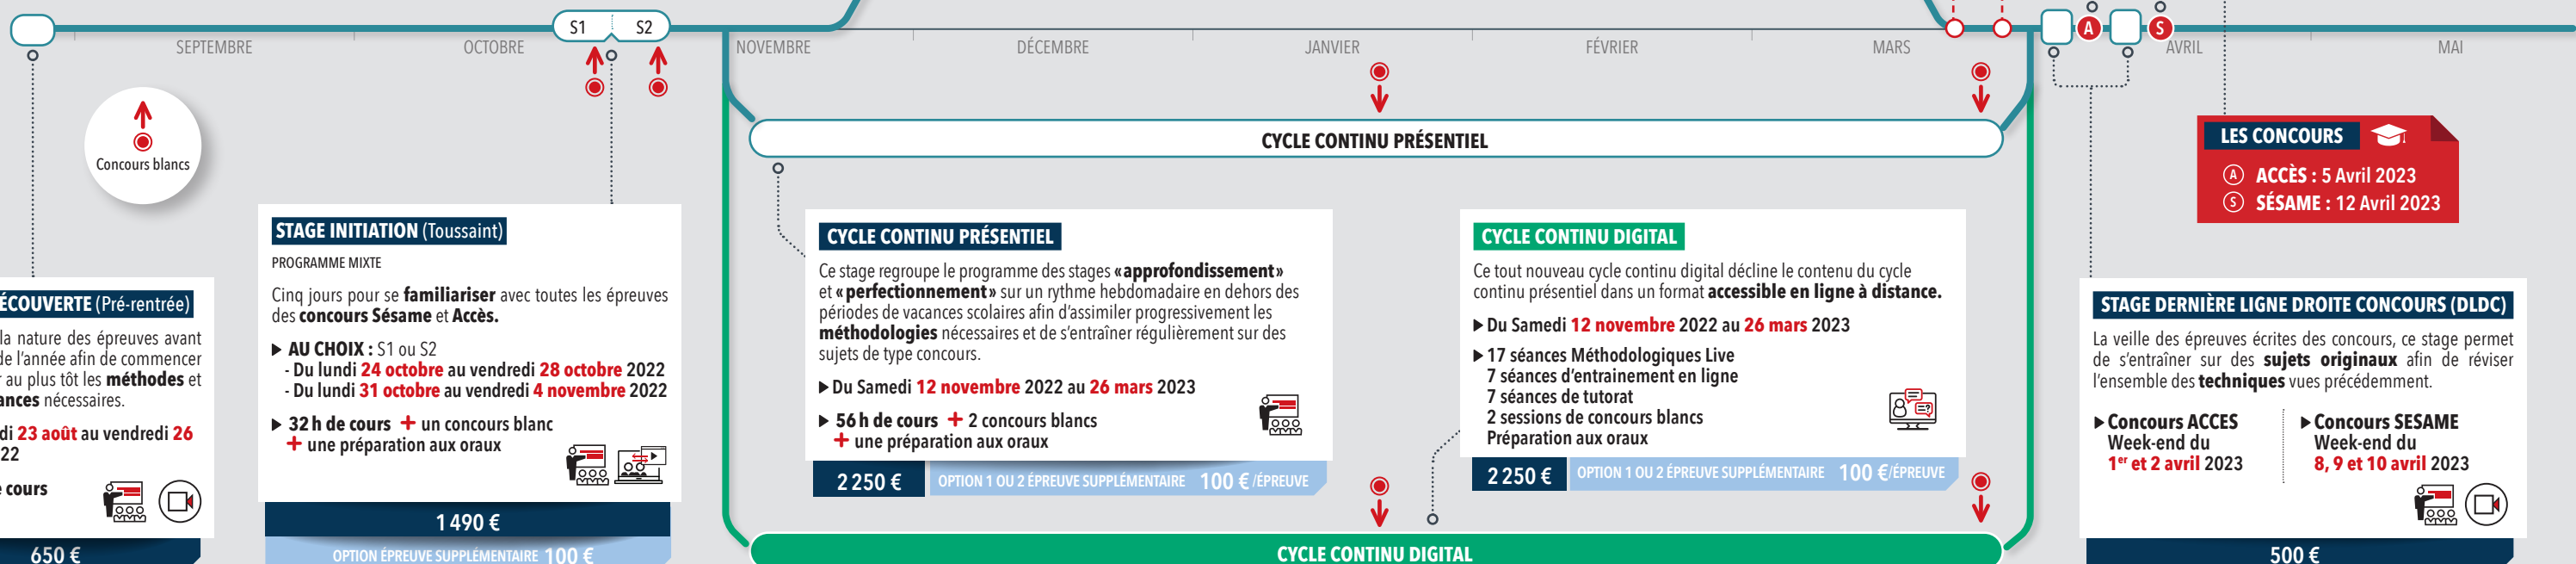 S1
S2
SEPTEMBRE
OCTOBRE
NOVEMBRE
DÉCEMBRE
JANVIER
FÉVRIER
MARS
A
S
AVRIL
MAI
Concours blancs
CYCLE CONTINU PRÉSENTIEL
LES CONCOURS
A ACCÈS : 5 Avril 2023
S SÉSAME : 12 Avril 2023
ÉCOUVERTE (Pré-rentrée)
la nature des épreuves avant
de l'année afin de commencer
au plus tôt les méthodes et
ances nécessaires.
di 23 août au vendredi 26
22
cours
650 €
STAGE INITIATION (Toussaint)
PROGRAMME MIXTE
Cinq jours pour se familiariser avec toutes les épreuves
des concours Sésame et Accès.
AU CHOIX : S1 ou S2
- Du lundi 24 octobre au vendredi 28 octobre 2022
- Du lundi 31 octobre au vendredi 4 novembre 2022
32 h de cours + un concours blanc
+ une préparation aux oraux
1 490 €
OPTION ÉPREUVE SUPPLÉMENTAIRE 100 €
CYCLE CONTINU PRÉSENTIEL
Ce stage regroupe le programme des stages « approfondissement »
et « perfectionnement » sur un rythme hebdomadaire en dehors des
périodes de vacances scolaires afin d'assimiler progressivement les
méthodologies nécessaires et de s'entraîner régulièrement sur des
sujets de type concours.
Du Samedi 12 novembre 2022 au 26 mars 2023
56 h de cours + 2 concours blancs
+ une préparation aux oraux
2 250 € OPTION 1 OU 2 ÉPREUVE SUPPLÉMENTAIRE 100 € /ÉPREUVE
CYCLE CONTINU DIGITAL
Ce tout nouveau cycle continu digital décline le contenu du cycle
continu présentiel dans un format accessible en ligne à distance.
Du Samedi 12 novembre 2022 au 26 mars 2023
17 séances Méthodologiques Live
7 séances d'entrainement en ligne
7 séances de tutorat
2 sessions de concours blancs
Préparation aux oraux
2 250 € OPTION 1 OU 2 ÉPREUVE SUPPLÉMENTAIRE 100 €/ÉPREUVE
CYCLE CONTINU DIGITAL
STAGE DERNIÈRE LIGNE DROITE CONCOURS (DLDC)
La veille des épreuves écrites des concours, ce stage permet
de s'entraîner sur des sujets originaux afin de réviser
l'ensemble des techniques vues précédemment.
Concours ACCES
Week-end du
1er et 2 avril 2023
Concours SESAME
Week-end du
8, 9 et 10 avril 2023
500 €